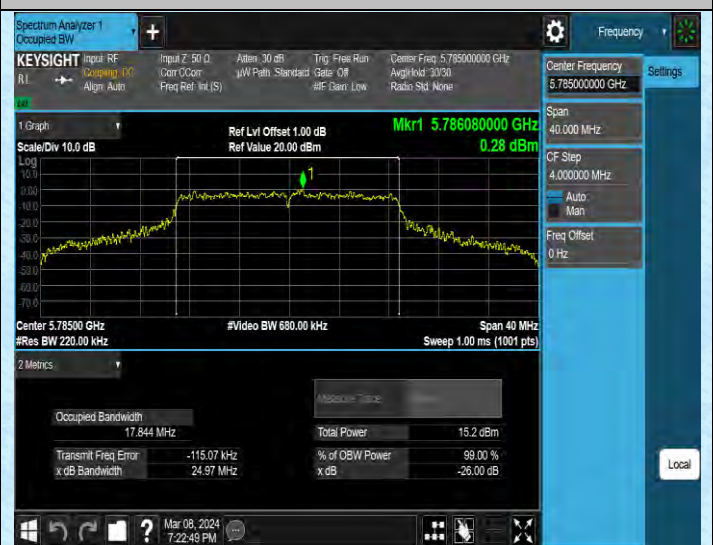 Spectrum Analyzer 1
Occupied BW
+
Frequency
KEYSIGHT Input: RF Input Z: 50 Ω Atten: 30 dB Trig: Free Run Center Freq: 5.785000000 GHz
RL Coupling: DC Corr CCorr µW Path: Standard Gate: Off Avg|Hold: 30/30
Align: Auto Freq Ref: Int (S) #IF Gain: Low Radio Std: None
Center Frequency
5.785000000 GHz
Settings
Span
40.000 MHz
CF Step
4.000000 MHz
Auto
Man
Freq Offset
0 Hz
1 Graph
Ref Lvl Offset 1.00 dB
Mkr1 5.786080000 GHz
Scale/Div 10.0 dB
Ref Value 20.00 dBm
0.28 dBm
Log
10.0
0.00
-10.0
-20.0
-30.0
-40.0
-50.0
-60.0
-70.0
1
Center 5.78500 GHz
#Video BW 680.00 kHz
Span 40 MHz
#Res BW 220.00 kHz
Sweep 1.00 ms (1001 pts)
2 Metrics
Measure Trace
Occupied Bandwidth
17.844 MHz
Total Power 15.2 dBm
Transmit Freq Error -115.07 kHz % of OBW Power 99.00 %
x dB Bandwidth 24.97 MHz x dB -26.00 dB
Local
?
Mar 08, 2024
7:22:49 PM